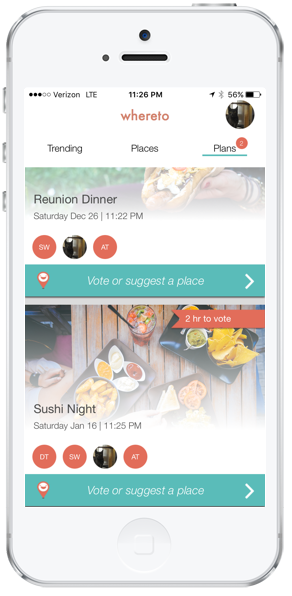 Verizon LTE 11:26 PM 56%
whereto
Trending Places Plans 2
Reunion Dinner
Saturday Dec 26 | 11:22 PM
SW AT
Vote or suggest a place
2 hr to vote
Sushi Night
Saturday Jan 16 | 11:25 PM
DT SW AT
Vote or suggest a place